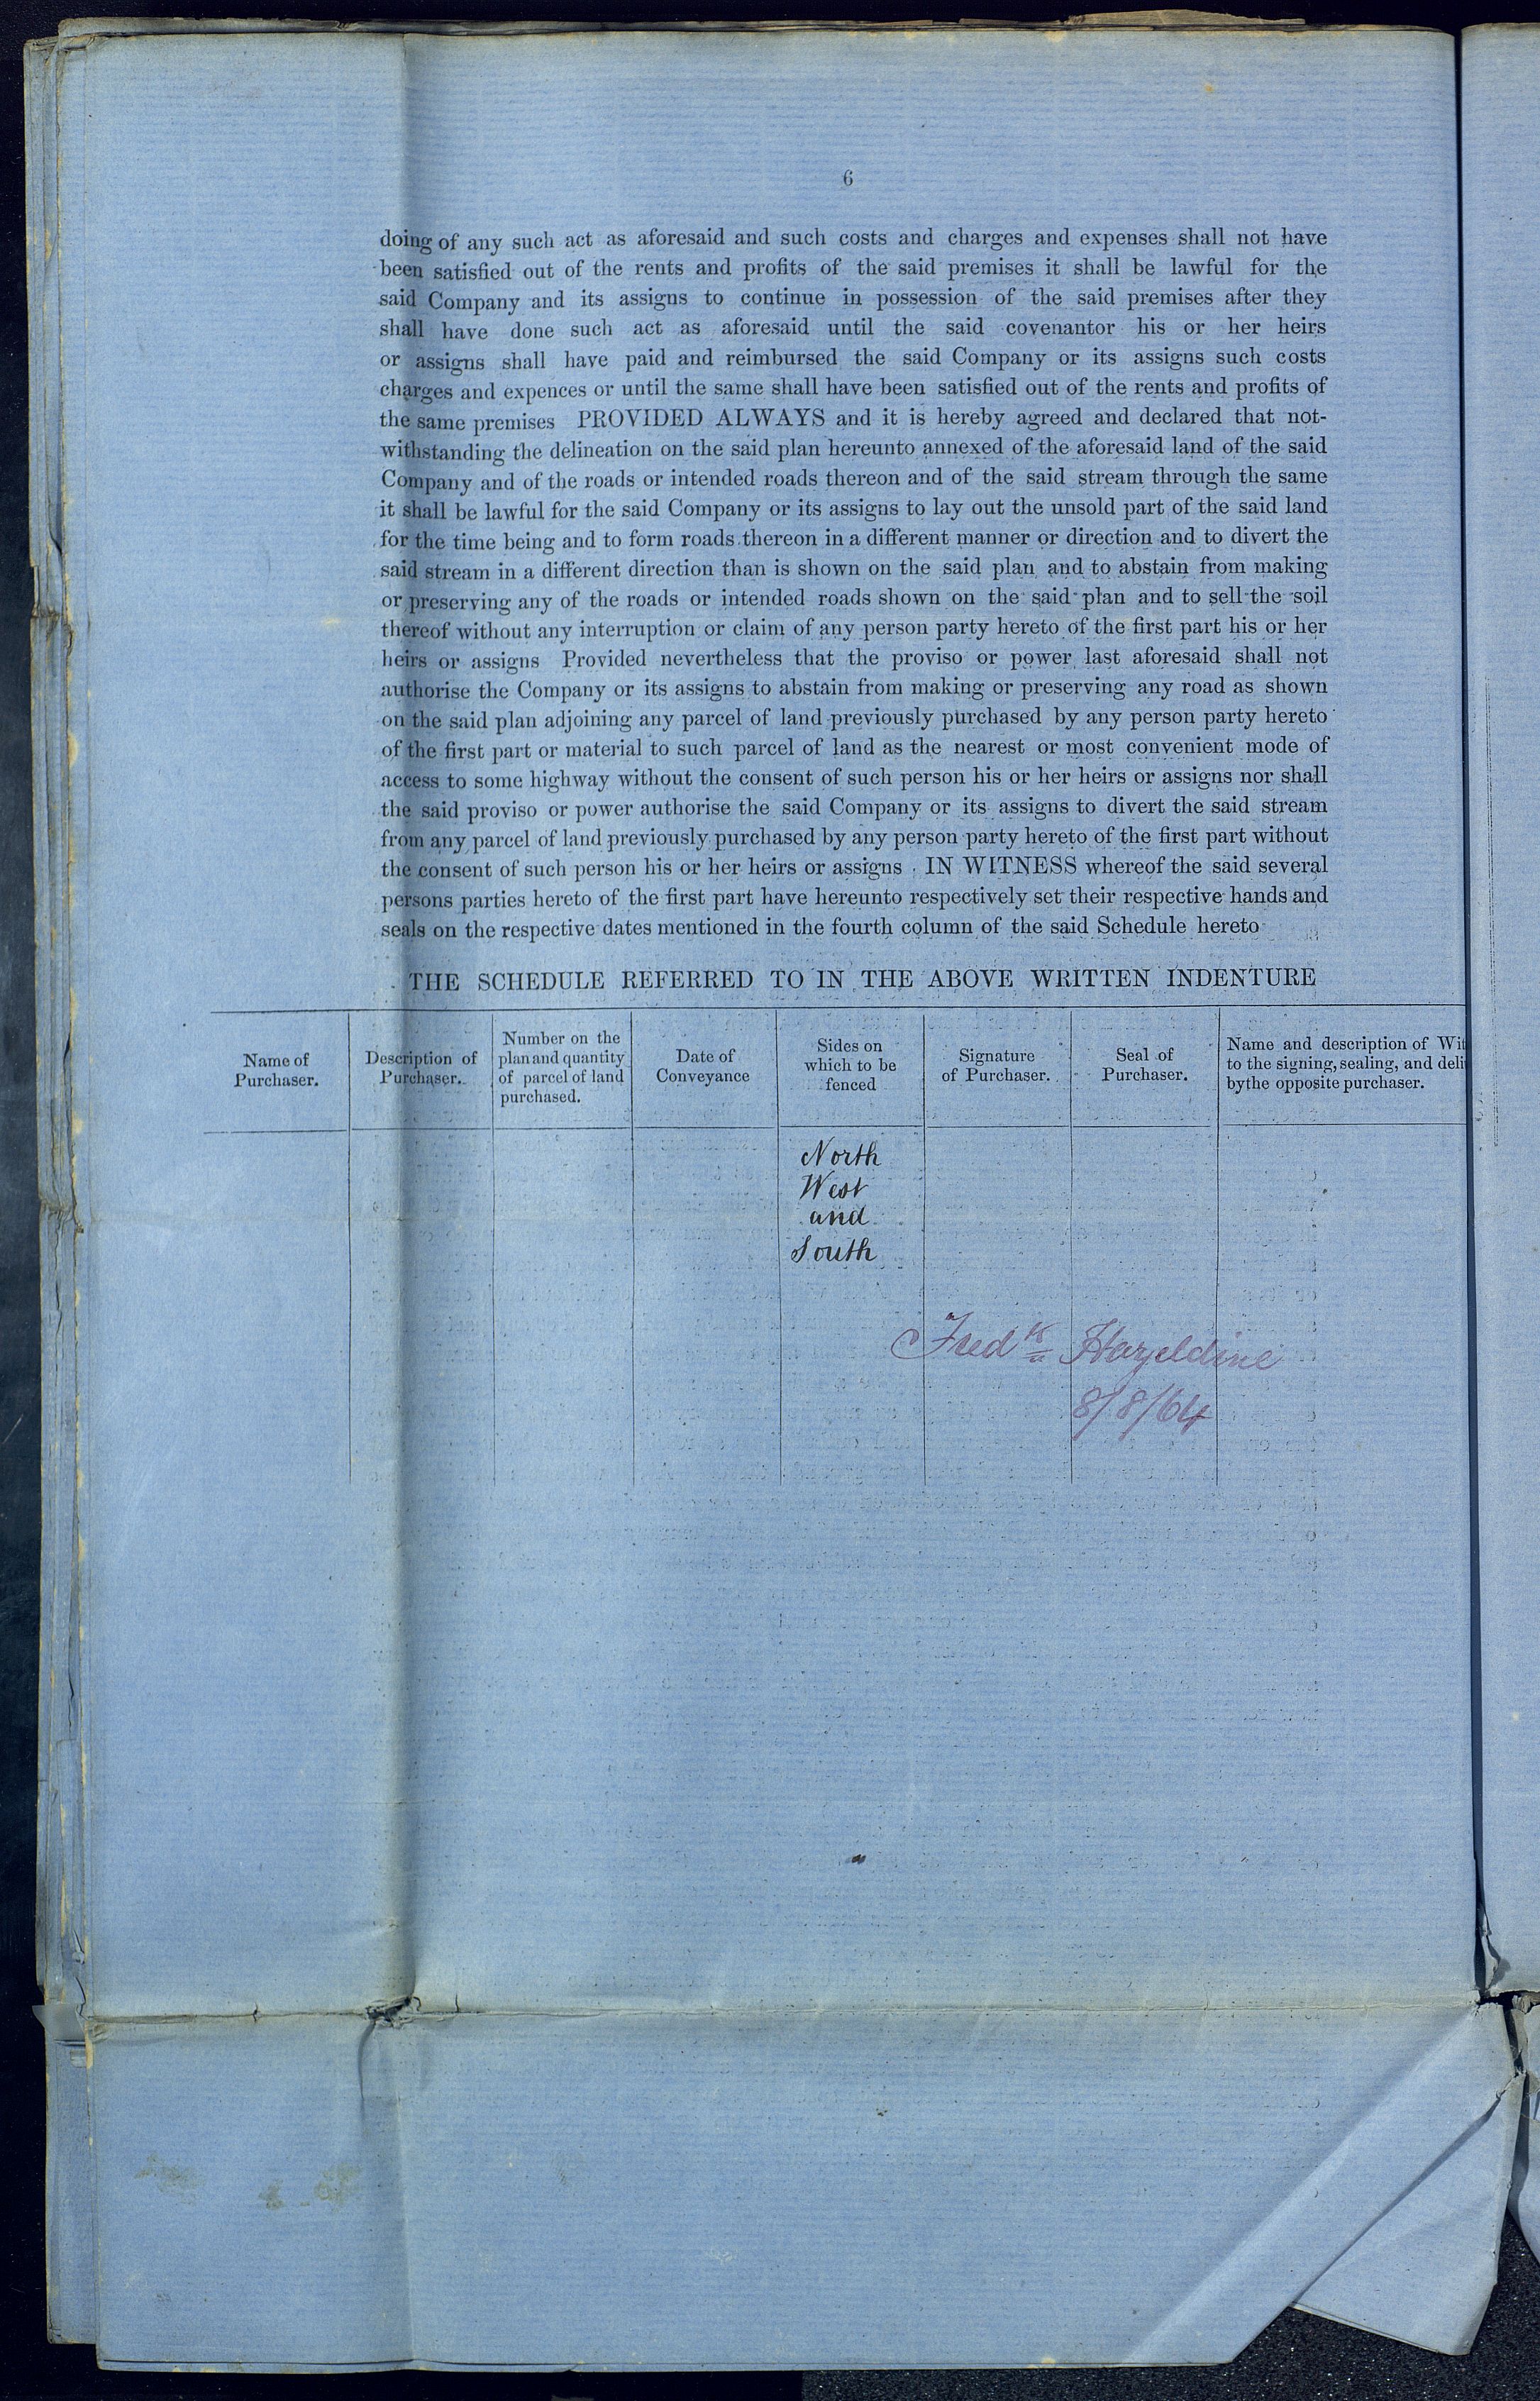 6
doing of any such act as aforesaid and such costs and charges and expenses shall not have
been satisfied out of the rents and profits of the said premises it shall be lawful for the
said Company and its assigns to continue in possession of the said premises after they
shall have done such act as aforesaid until the said covenantor his or her heirs
or assigns shall have paid and reimbursed the said Company or its assigns such costs
charges and expences or until the same shall have been satisfied out of the rents and profits of
the same premises PROVIDED ALWAYS and it is hereby agreed and declared that not-
withstanding the delineation on the said plan hereunto annexed of the aforesaid land of the said
Company and of the roads or intended roads thereon and of the said stream through the same
it shall be lawful for the said Company or its assigns to lay out the unsold part of the said land
for the time being and to form roads thereon in a different manner or direction and to divert the
said stream in a different direction than is shown on the said plan and to abstain from making
or preserving any of the roads or intended roads shown on the said plan and to sell the soil
thereof without any interruption or claim of any person party hereto of the first part his or her
heirs or assigns Provided nevertheless that the proviso or power last aforesaid shall not
authorise the Company or its assigns to abstain from making or preserving any road as shown
on the said plan adjoining any parcel of land previously purchased by any person party hereto
of the first part or material to such parcel of land as the nearest or most convenient mode of
access to some highway without the consent of such person his or her heirs or assigns nor shall
the said proviso or power authorise the said Company or its assigns to divert the said stream
from any parcel of land previously purchased by any person party hereto of the first part without
the consent of such person his or her heirs or assigns IN WITNESS whereof the said several
persons parties hereto of the first part have hereunto respectively set their respective hands and
seals on the respective dates mentioned in the fourth column of the said Schedule hereto
THE SCHEDULE REFERRED TO IN THE ABOVE WRITTEN INDENTURE
Name of
Purchaser.
Description of
Purchaser.
Number on the
plan and quantity
of parcel of land
purchased.
Date of
Conveyance
Sides on
which to be
fenced
Signature
of Purchaser.
Seal of
Purchaser.
Name and description of Wit
to the signing, sealing, and deli
bythe opposite purchaser.
North
West
and
South
Fredk Hazeldine
8/8/64